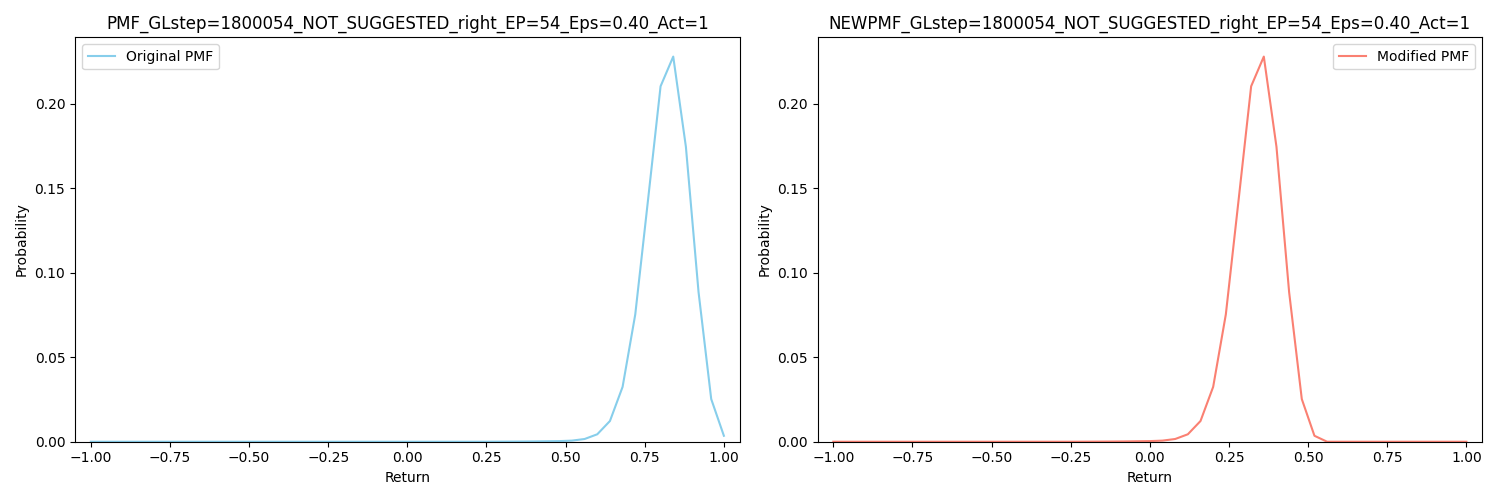 PMF_GLstep=1800054_NOT_SUGGESTED_right_EP=54_Eps=0.40_Act=1
Original PMF
Probability
0.20
0.15
0.10
0.05
0.00
−1.00 −0.75 −0.50 −0.25 0.00 0.25 0.50 0.75 1.00
Return
NEWPMF_GLstep=1800054_NOT_SUGGESTED_right_EP=54_Eps=0.40_Act=1
Modified PMF
Probability
0.20
0.15
0.10
0.05
0.00
−1.00 −0.75 −0.50 −0.25 0.00 0.25 0.50 0.75 1.00
Return